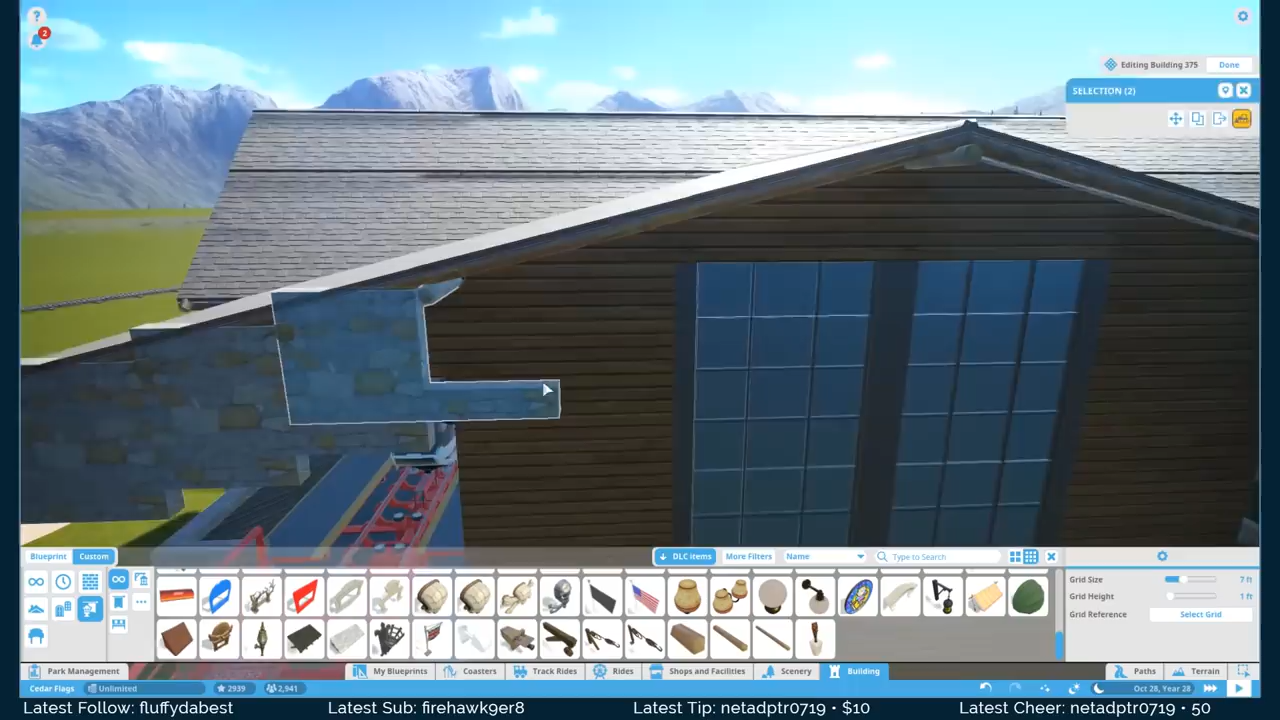 ?
2
Editing Building 375 Done
SELECTION (2)
Blueprint Custom
DLC items More Filters Name Type to Search
Grid Size 7 ft
Grid Height 1 ft
Grid Reference Select Grid
Park Management My Blueprints Coasters Track Rides Rides Shops and Facilities Scenery Building Paths Terrain
Cedar Flags Unlimited 2939 2,941 Oct 28, Year 28
Latest Follow: fluffydabest Latest Sub: firehawk9er8 Latest Tip: netadptr0719 • $10 Latest Cheer: netadptr0719 • 50